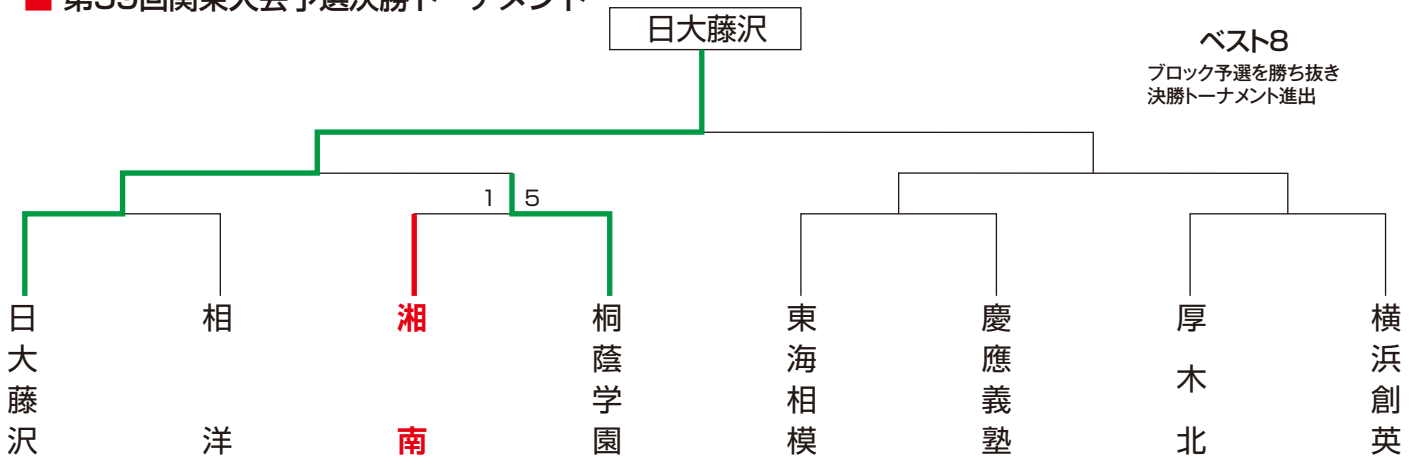 日大藤沢
ベスト8
ブロック予選を勝ち抜き
決勝トーナメント進出
1 5
日大藤沢
相洋
湘南
桐蔭学園
東海相模
慶應義塾
厚木北
横浜創英